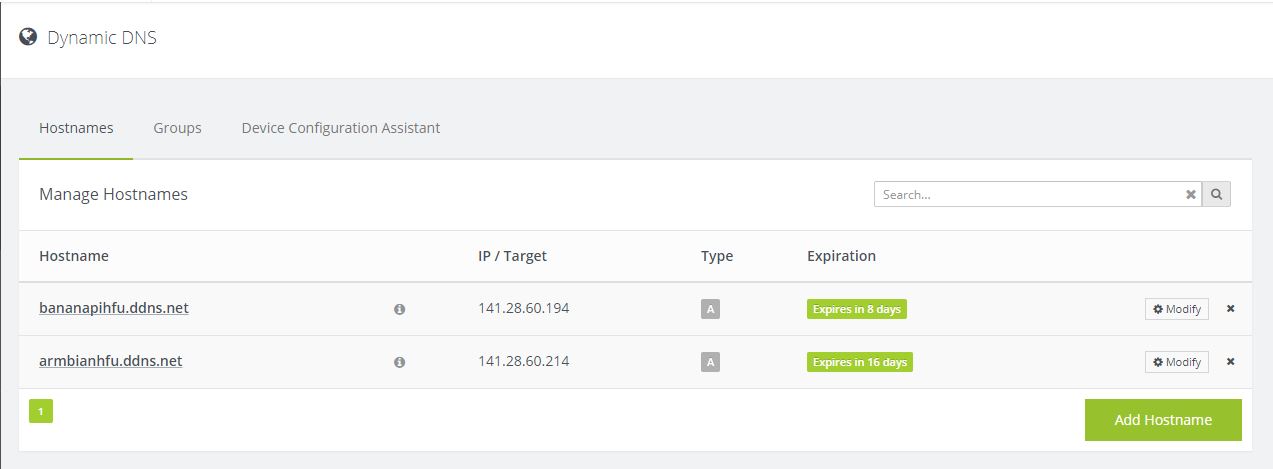 Dynamic DNS
Hostnames Groups Device Configuration Assistant
Manage Hostnames Search...
Hostname IP / Target Type Expiration
bananapihfu.ddns.net 141.28.60.194 A Expires in 8 days Modify
armbianhfu.ddns.net 141.28.60.214 A Expires in 16 days Modify
1 Add Hostname